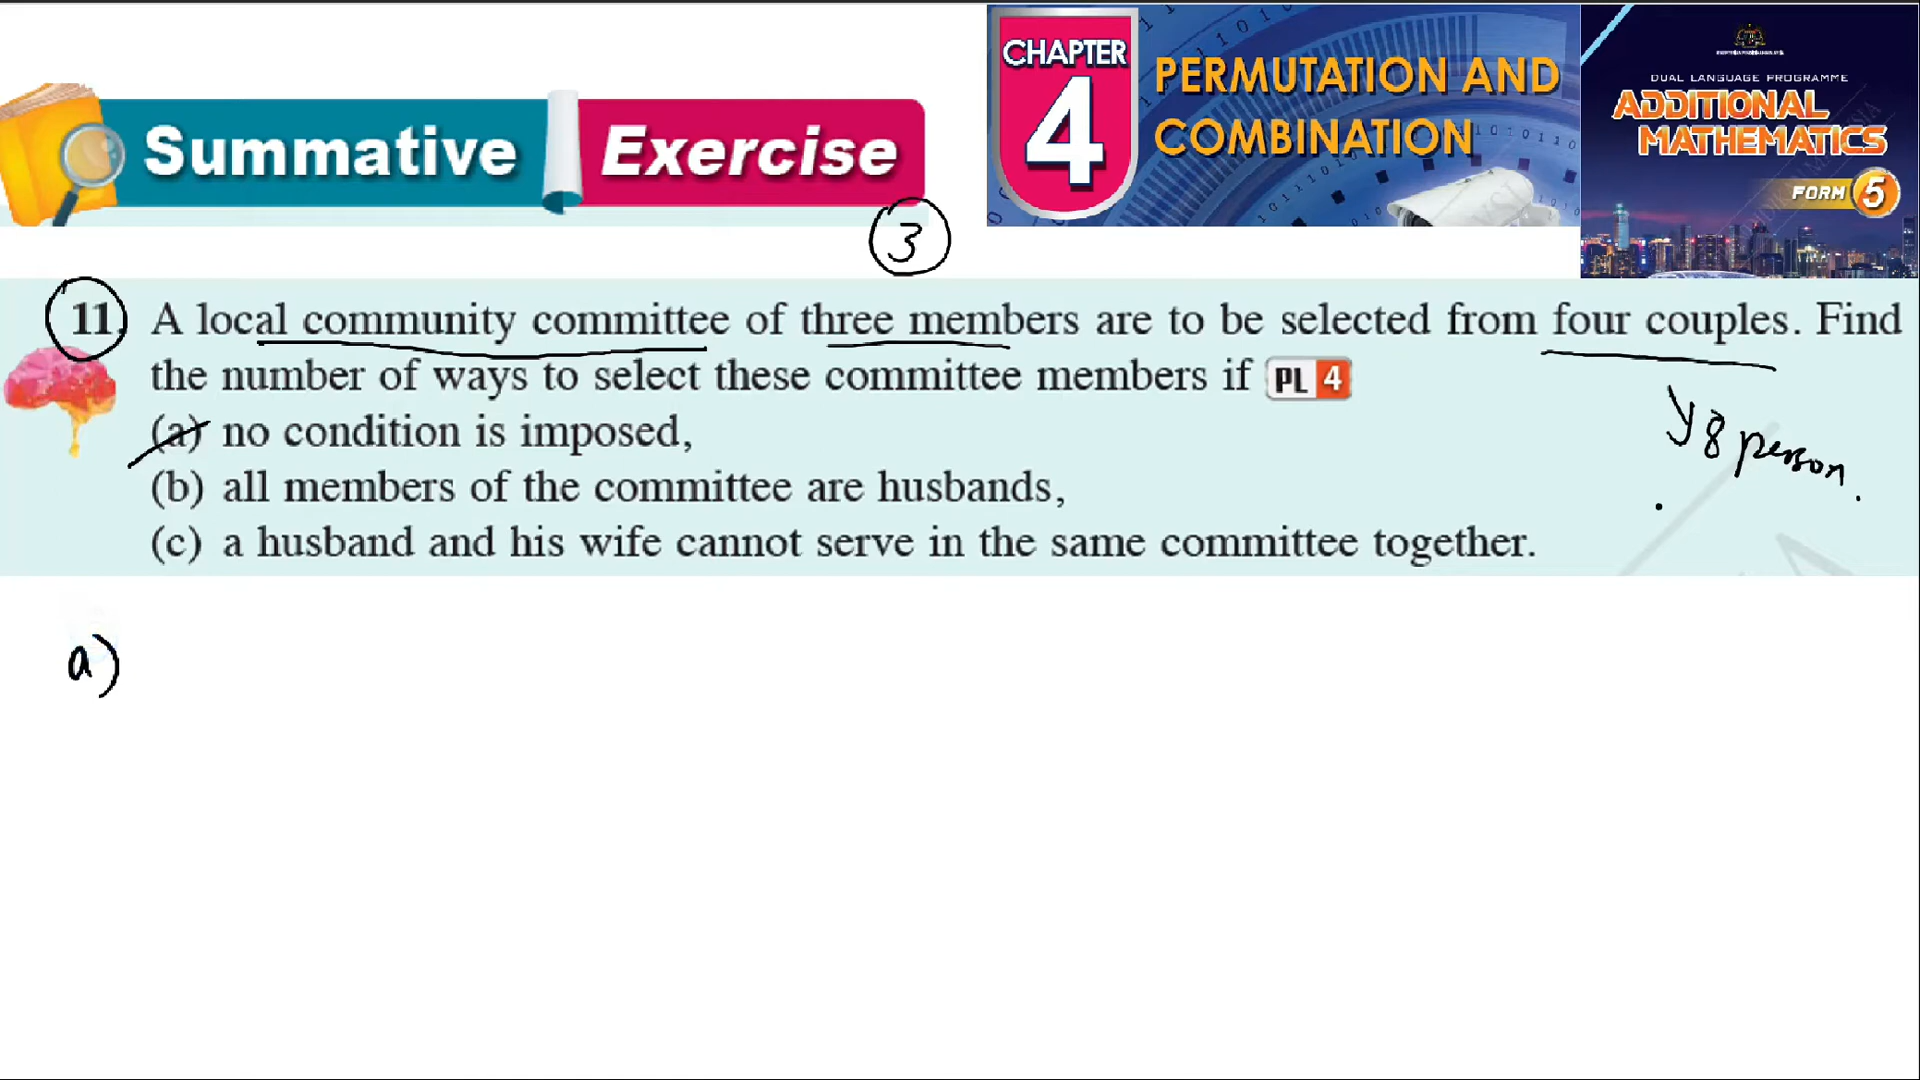 CHAPTER
4
PERMUTATION AND
COMBINATION
DUAL LANGUAGE PROGRAMME
ADDITIONAL
MATHEMATICS
FORM 5
Summative Exercise
3
11. A local community committee of three members are to be selected from four couples. Find
the number of ways to select these committee members if PL 4
(a) no condition is imposed,
(b) all members of the committee are husbands,
(c) a husband and his wife cannot serve in the same committee together.
8 person.
a)